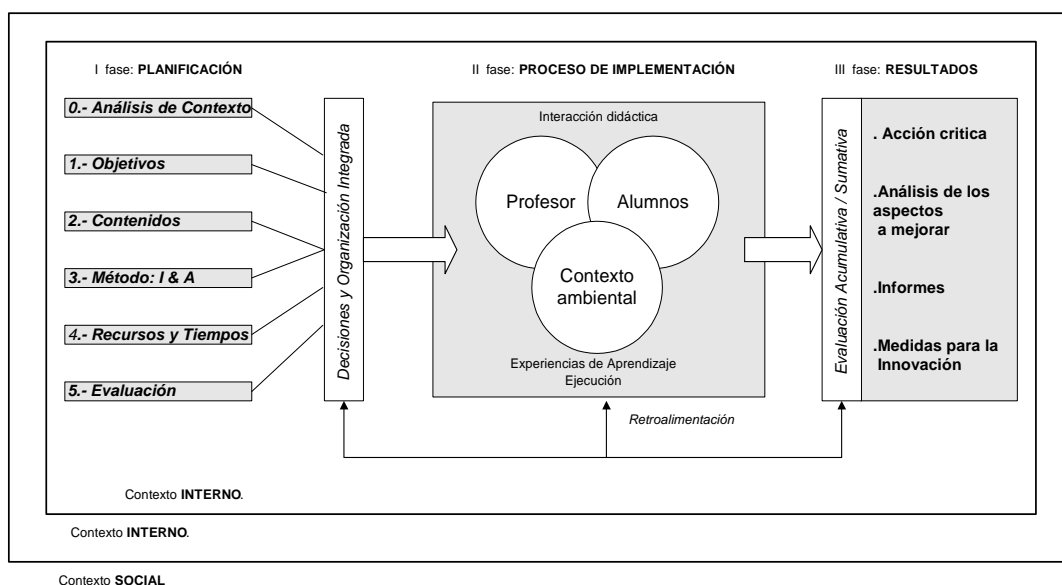 I fase: PLANIFICACIÓN
0.- Análisis de Contexto
1.- Objetivos
2.- Contenidos
3.- Método: I & A
4.- Recursos y Tiempos
5.- Evaluación
Decisiones y Organización Integrada
II fase: PROCESO DE IMPLEMENTACIÓN
Interacción didáctica
Profesor
Alumnos
Contexto
ambiental
Experiencias de Aprendizaje
Ejecución
Retroalimentación
III fase: RESULTADOS
Evaluación Acumulativa / Sumativa
. Acción critica
.Análisis de los
aspectos
a mejorar
.Informes
.Medidas para la
Innovación
Contexto INTERNO.
Contexto INTERNO.
Contexto SOCIAL